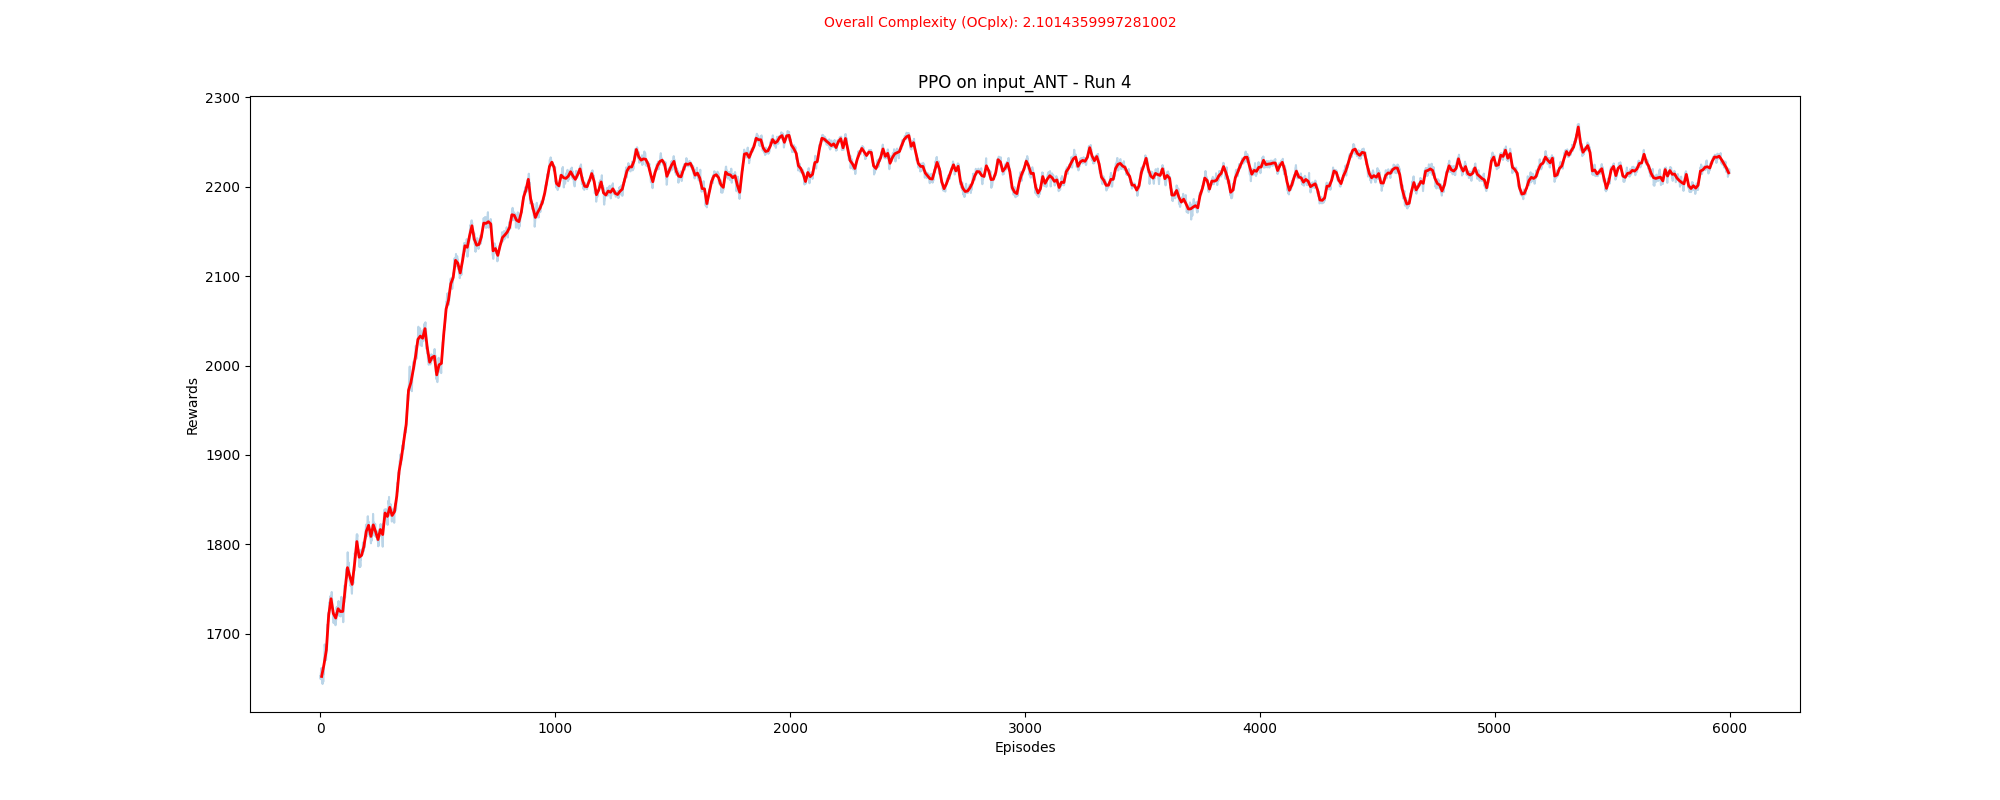 Overall Complexity (OCplx): 2.1014359997281002
PPO on input_ANT - Run 4
2300
2200
2100
2000
1900
1800
1700
Rewards
0 1000 2000 3000 4000 5000 6000
Episodes